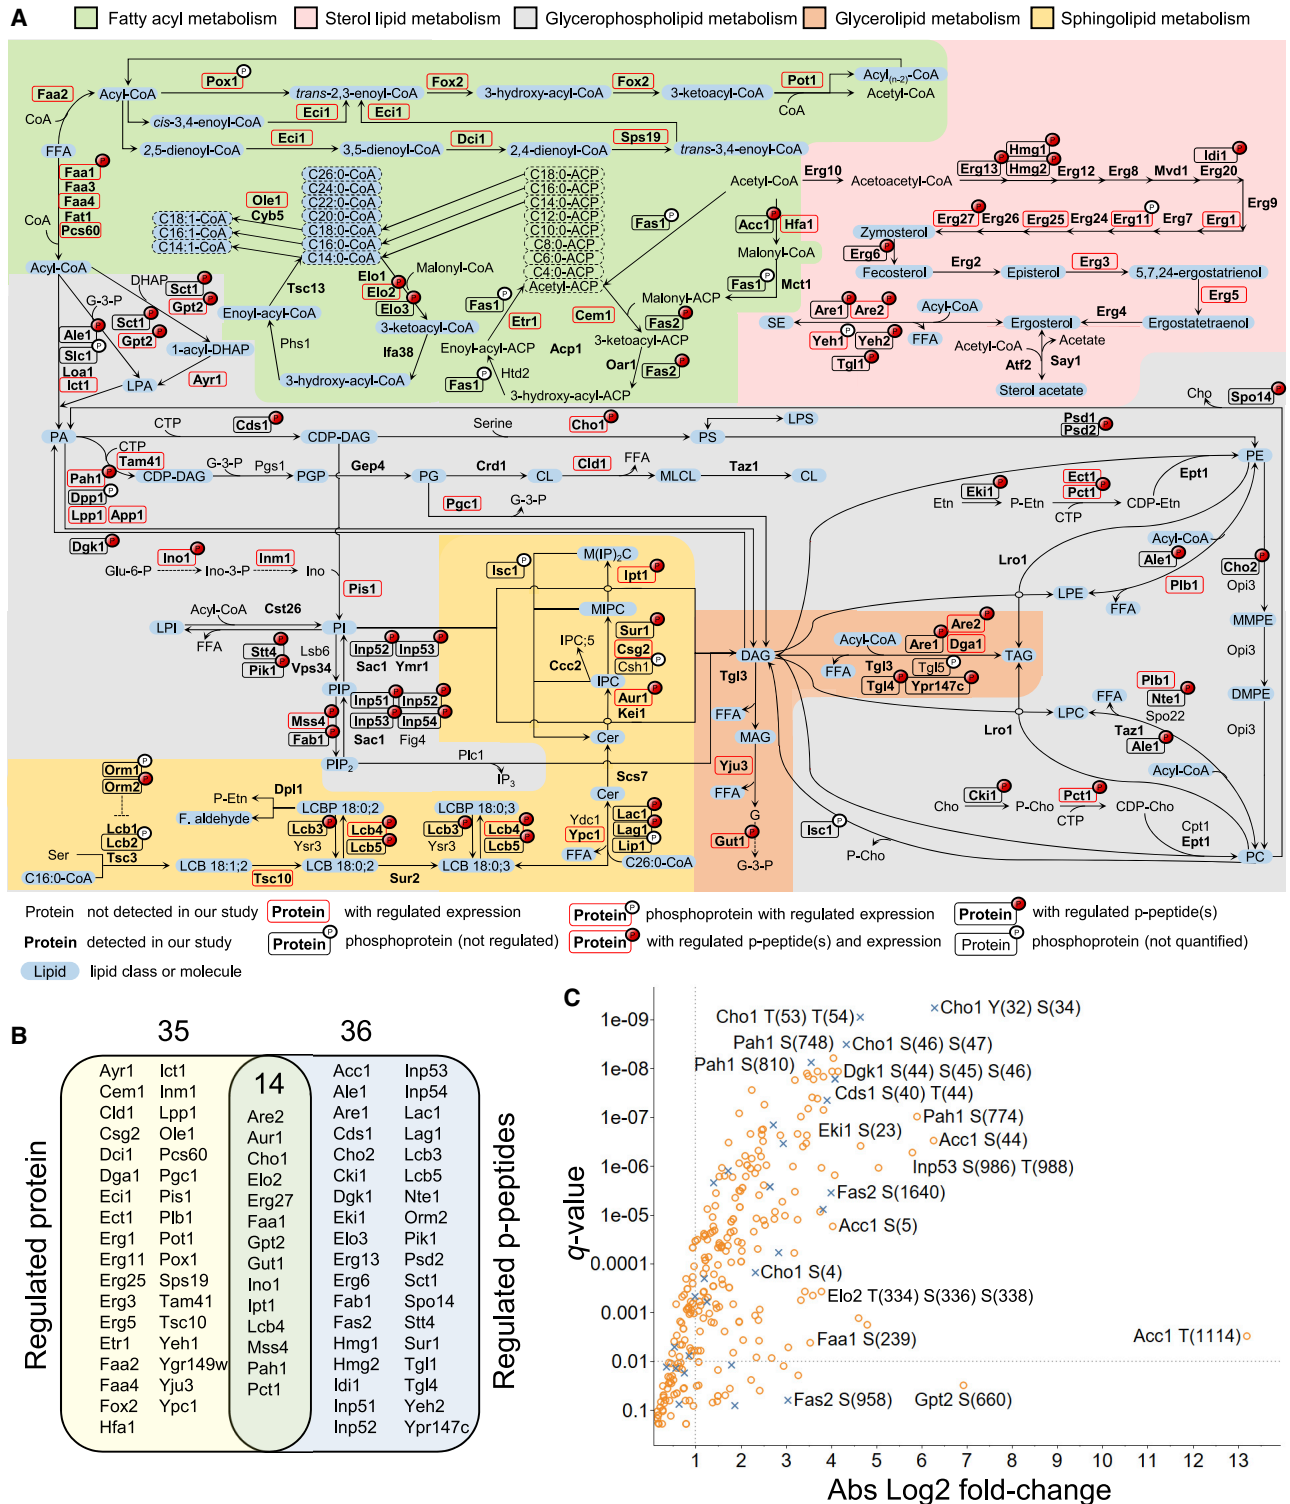 A
Fatty acyl metabolism
Sterol lipid metabolism
Glycerophospholipid metabolism
Glycerolipid metabolism
Sphingolipid metabolism
Faa2
Acyl-CoA
Pox1
P
trans-2,3-enoyl-CoA
Fox2
3-hydroxy-acyl-CoA
Fox2
3-ketoacyl-CoA
Pot1
Acyl(n-2)-CoA
Acetyl-CoA
CoA
CoA
cis-3,4-enoyl-CoA
Eci1
Eci1
FFA
2,5-dienoyl-CoA
Eci1
3,5-dienoyl-CoA
Dci1
2,4-dienoyl-CoA
Sps19
trans-3,4-enoyl-CoA
Faa1
P
Faa3
Faa4
Fat1
Pcs60
CoA
Acyl-CoA
C18:1-CoA
C16:1-CoA
C14:1-CoA
Ole1
Cyb5
C26:0-CoA
C24:0-CoA
C22:0-CoA
C20:0-CoA
C18:0-CoA
C16:0-CoA
C14:0-CoA
C18:0-ACP
C16:0-ACP
C14:0-ACP
C12:0-ACP
C10:0-ACP
C8:0-ACP
C6:0-ACP
C4:0-ACP
Acetyl-ACP
Fas1
P
Acetyl-CoA
Acc1
P
Hfa1
Malonyl-CoA
Fas1
P
Mct1
Malonyl-ACP
Fas2
P
3-ketoacyl-ACP
Oar1
Fas2
P
3-hydroxy-acyl-ACP
Htd2
Fas1
P
Enoyl-acyl-ACP
Etr1
Fas1
P
Cem1
Acp1
Elo1
P
Elo2
P
Elo3
Malonyl-CoA
3-ketoacyl-CoA
Ifa38
3-hydroxy-acyl-CoA
Phs1
Enoyl-acyl-CoA
Tsc13
Erg10
Acetoacetyl-CoA
Erg13
P
Hmg1
P
Hmg2
P
Erg12
Erg8
Mvd1
Idi1
P
Erg20
Erg9
Erg1
Erg7
Erg11
P
Erg24
Erg25
Erg26
Erg27
P
Zymosterol
Erg6
P
Fecosterol
Erg2
Episterol
Erg3
5,7,24-ergostatrienol
Erg5
Ergostatetraenol
Erg4
Ergosterol
Are1
P
Are2
P
Acyl-CoA
SE
Yeh1
P
Yeh2
P
Tgl1
P
FFA
Acetyl-CoA
Acetate
Atf2
Say1
Sterol acetate
DHAP
Sct1
P
Gpt2
P
G-3-P
Sct1
P
Gpt2
P
Ale1
P
Slc1
P
Loa1
Ict1
1-acyl-DHAP
LPA
Ayr1
PA
CTP
Cds1
P
CDP-DAG
Serine
Cho1
P
PS
LPS
Psd1
Psd2
P
Cho
Spo14
P
PE
CTP
Tam41
CDP-DAG
G-3-P
Pgs1
PGP
Gep4
PG
Crd1
CL
Cld1
FFA
MLCL
Taz1
CL
Pah1
P
Dpp1
P
Lpp1
App1
Pgc1
G-3-P
Dgk1
P
Glu-6-P
Ino1
P
Ino-3-P
Inm1
Ino
Pis1
Etn
Eki1
P
P-Etn
Ect1
Pct1
P
CTP
CDP-Etn
Ept1
Lro1
Acyl-CoA
Ale1
P
Plb1
LPE
FFA
Cho2
P
Opi3
MMPE
Opi3
DMPE
Opi3
LPI
Acyl-CoA
Cst26
FFA
PI
Stt4
P
Pik1
P
Lsb6
Vps34
Inp52
P
Inp53
P
Sac1
Ymr1
PIP
Inp51
P
Inp52
P
Inp53
P
Inp54
P
Sac1
Fig4
Mss4
P
Fab1
P
PIP2
Plc1
IP3
Isc1
P
M(IP)2C
Ipt1
P
MIPC
Sur1
P
Csg2
Csh1
P
IPC;5
Ccc2
IPC
Aur1
P
Kei1
Cer
Scs7
Cer
DAG
Tgl3
FFA
MAG
Yju3
FFA
G
Gut1
P
G-3-P
Acyl-CoA
Are1
P
Are2
P
Dga1
FFA
Tgl3
Tgl5
P
Tgl4
P
Ypr147c
P
TAG
Plb1
Nte1
P
Spo22
FFA
LPC
Lro1
Taz1
Ale1
P
Acyl-CoA
Cho
Cki1
P
P-Cho
Pct1
P
CTP
CDP-Cho
Cpt1
Ept1
PC
Isc1
P
P-Cho
Orm1
P
Orm2
P
Lcb1
Lcb2
P
Tsc3
Ser
C16:0-CoA
LCB 18:1;2
Tsc10
LCB 18:0;2
Sur2
LCB 18:0;3
P-Etn
F. aldehyde
Dpl1
LCBP 18:0;2
LCBP 18:0;3
Lcb3
P
Ysr3
Lcb4
P
Lcb5
P
Lcb3
P
Ysr3
Lcb4
P
Lcb5
P
Ydc1
Ypc1
FFA
Lac1
P
Lag1
P
Lip1
P
C26:0-CoA
Protein not detected in our study
Protein with regulated expression
Protein P phosphoprotein with regulated expression
Protein P with regulated p-peptide(s)
Protein detected in our study
Protein P phosphoprotein (not regulated)
Protein P with regulated p-peptide(s) and expression
Protein P phosphoprotein (not quantified)
Lipid lipid class or molecule
B
35
36
14
Regulated protein
Ayr1 Ict1
Cem1 Inm1
Cld1 Lpp1
Csg2 Ole1
Dci1 Pcs60
Dga1 Pgc1
Eci1 Pis1
Ect1 Plb1
Erg1 Pot1
Erg11 Pox1
Erg25 Sps19
Erg3 Tam41
Erg5 Tsc10
Etr1 Yeh1
Faa2 Ygr149w
Faa4 Yju3
Fox2 Ypc1
Hfa1
Are2
Aur1
Cho1
Elo2
Erg27
Faa1
Gpt2
Gut1
Ino1
Ipt1
Lcb4
Mss4
Pah1
Pct1
Acc1 Inp53
Ale1 Inp54
Are1 Lac1
Cds1 Lag1
Cho2 Lcb3
Cki1 Lcb5
Dgk1 Nte1
Eki1 Orm2
Elo3 Pik1
Erg13 Psd2
Erg6 Sct1
Fab1 Spo14
Fas2 Stt4
Hmg1 Sur1
Hmg2 Tgl1
Idi1 Tgl4
Inp51 Yeh2
Inp52 Ypr147c
Regulated p-peptides
C
q-value
1e-09
1e-08
1e-07
1e-06
1e-05
0.0001
0.001
0.01
0.1
Cho1 Y(32) S(34)
Cho1 T(53) T(54)
Cho1 S(46) S(47)
Pah1 S(748)
Pah1 S(810)
Dgk1 S(44) S(45) S(46)
Cds1 S(40) T(44)
Pah1 S(774)
Eki1 S(23)
Acc1 S(44)
Inp53 S(986) T(988)
Fas2 S(1640)
Acc1 S(5)
Cho1 S(4)
Elo2 T(334) S(336) S(338)
Faa1 S(239)
Acc1 T(1114)
Fas2 S(958)
Gpt2 S(660)
1 2 3 4 5 6 7 8 9 10 11 12 13
Abs Log2 fold-change